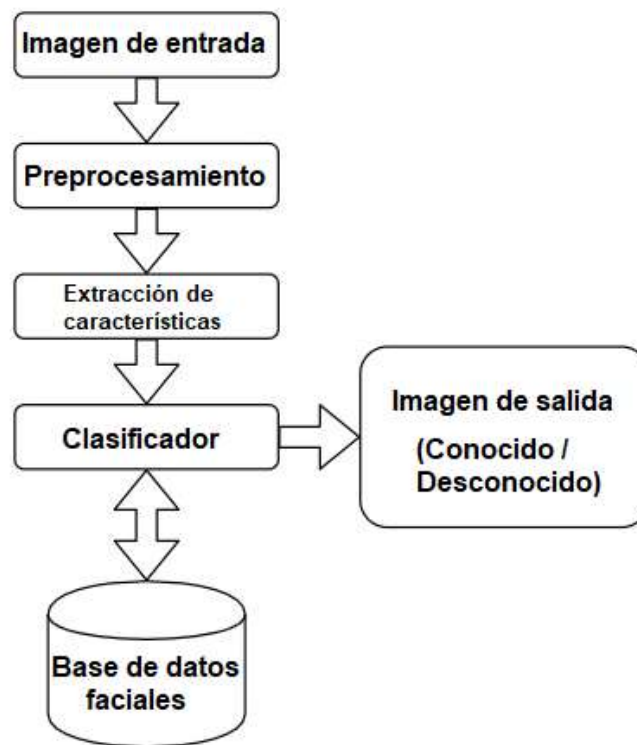 Imagen de entrada
Preprocesamiento
Extracción de
características
Clasificador
Imagen de salida
(Conocido /
Desconocido)
Base de datos
faciales